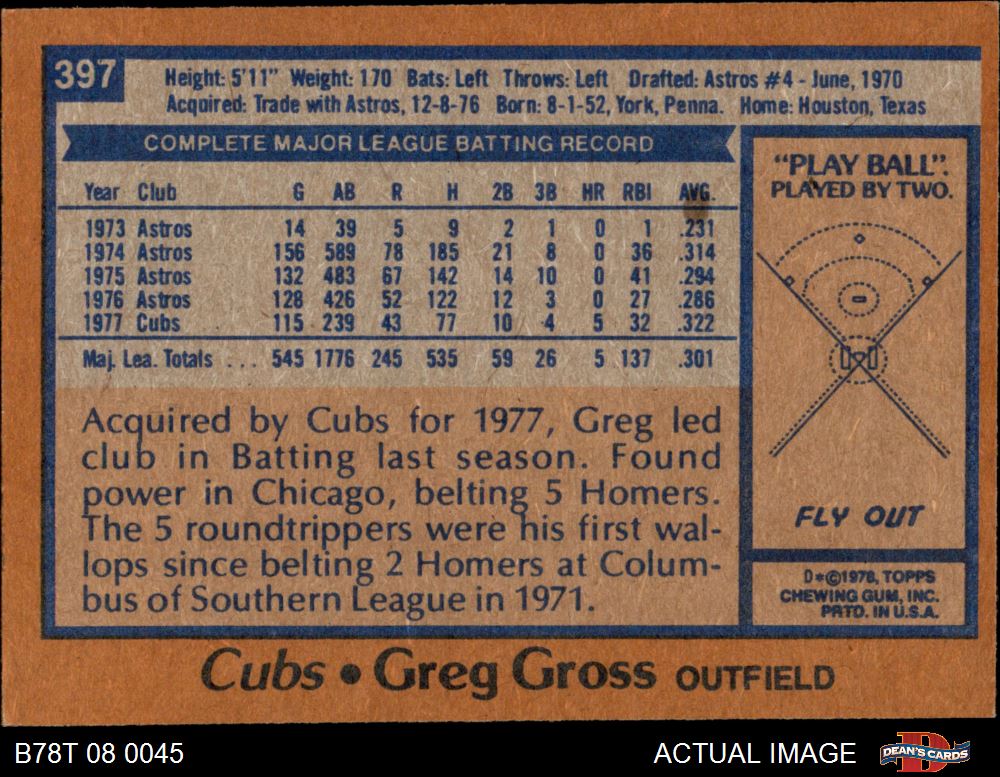 397
Height: 5'11" Weight: 170 Bats: Left Throws: Left Drafted: Astros #4 - June, 1970
Acquired: Trade with Astros, 12-8-76 Born: 8-1-52, York, Penna. Home: Houston, Texas
COMPLETE MAJOR LEAGUE BATTING RECORD
Year Club G AB R H 2B 3B HR RBI AVG.
1973 Astros 14 39 5 9 2 1 0 1 .231
1974 Astros 156 589 78 185 21 8 0 36 .314
1975 Astros 132 483 67 142 14 10 0 41 .294
1976 Astros 128 426 52 122 12 3 0 27 .286
1977 Cubs 115 239 43 77 10 4 5 32 .322
Maj. Lea. Totals ... 545 1776 245 535 59 26 5 137 .301
Acquired by Cubs for 1977, Greg led
club in Batting last season. Found
power in Chicago, belting 5 Homers.
The 5 roundtrippers were his first wal-
lops since belting 2 Homers at Colum-
bus of Southern League in 1971.
"PLAY BALL".
PLAYED BY TWO.
FLY OUT
D*©1978, TOPPS
CHEWING GUM, INC.
PRTD. IN U.S.A.
Cubs • Greg Gross OUTFIELD
B78T 08 0045
ACTUAL IMAGE
DEAN'S CARDS